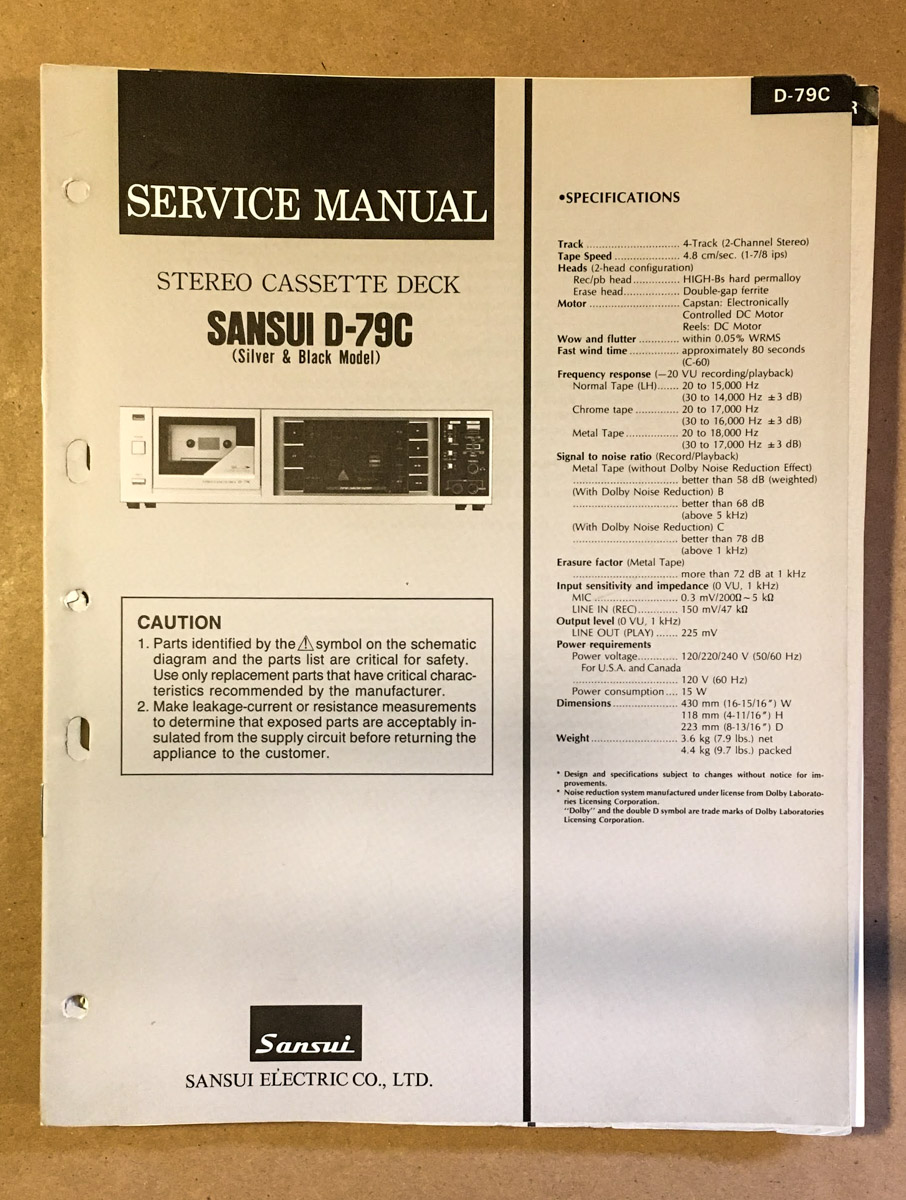 SERVICE MANUAL
STEREO CASSETTE DECK
SANSUI D-79C
(Silver & Black Model)
CAUTION
1. Parts identified by the ⚠ symbol on the schematic
diagram and the parts list are critical for safety.
Use only replacement parts that have critical charac-
teristics recommended by the manufacturer.
2. Make leakage-current or resistance measurements
to determine that exposed parts are acceptably in-
sulated from the supply circuit before returning the
appliance to the customer.
Sansui
SANSUI ELECTRIC CO., LTD.
D-79C
R
•SPECIFICATIONS
Track .............................. 4-Track (2-Channel Stereo)
Tape Speed ..................... 4.8 cm/sec. (1-7/8 ips)
Heads (2-head configuration)
Rec/pb head............... HIGH-Bs hard permalloy
Erase head.................. Double-gap ferrite
Motor ............................. Capstan: Electronically
Controlled DC Motor
Reels: DC Motor
Wow and flutter ............. within 0.05% WRMS
Fast wind time ................ approximately 80 seconds
(C-60)
Frequency response (—20 VU recording/playback)
Normal Tape (LH)....... 20 to 15,000 Hz
(30 to 14,000 Hz ±3 dB)
Chrome tape .............. 20 to 17,000 Hz
(30 to 16,000 Hz ±3 dB)
Metal Tape................. 20 to 18,000 Hz
(30 to 17,000 Hz ±3 dB)
Signal to noise ratio (Record/Playback)
Metal Tape (without Dolby Noise Reduction Effect)
.................................. better than 58 dB (weighted)
(With Dolby Noise Reduction) B
.................................. better than 68 dB
(above 5 kHz)
(With Dolby Noise Reduction) C
.................................. better than 78 dB
(above 1 kHz)
Erasure factor (Metal Tape)
.................................. more than 72 dB at 1 kHz
Input sensitivity and impedance (0 VU, 1 kHz)
MIC ........................... 0.3 mV/200Ω~5 kΩ
LINE IN (REC)............. 150 mV/47 kΩ
Output level (0 VU, 1 kHz)
LINE OUT (PLAY) ....... 225 mV
Power requirements
Power voltage............. 120/220/240 V (50/60 Hz)
For U.S.A. and Canada
.................................. 120 V (60 Hz)
Power consumption .... 15 W
Dimensions ..................... 430 mm (16-15/16") W
118 mm (4-11/16") H
223 mm (8-13/16") D
Weight ............................ 3.6 kg (7.9 lbs.) net
4.4 kg (9.7 lbs.) packed
* Design and specifications subject to changes without notice for im-
provements.
* Noise reduction system manufactured under license from Dolby Laborato-
ries Licensing Corporation.
"Dolby" and the double D symbol are trade marks of Dolby Laboratories
Licensing Corporation.